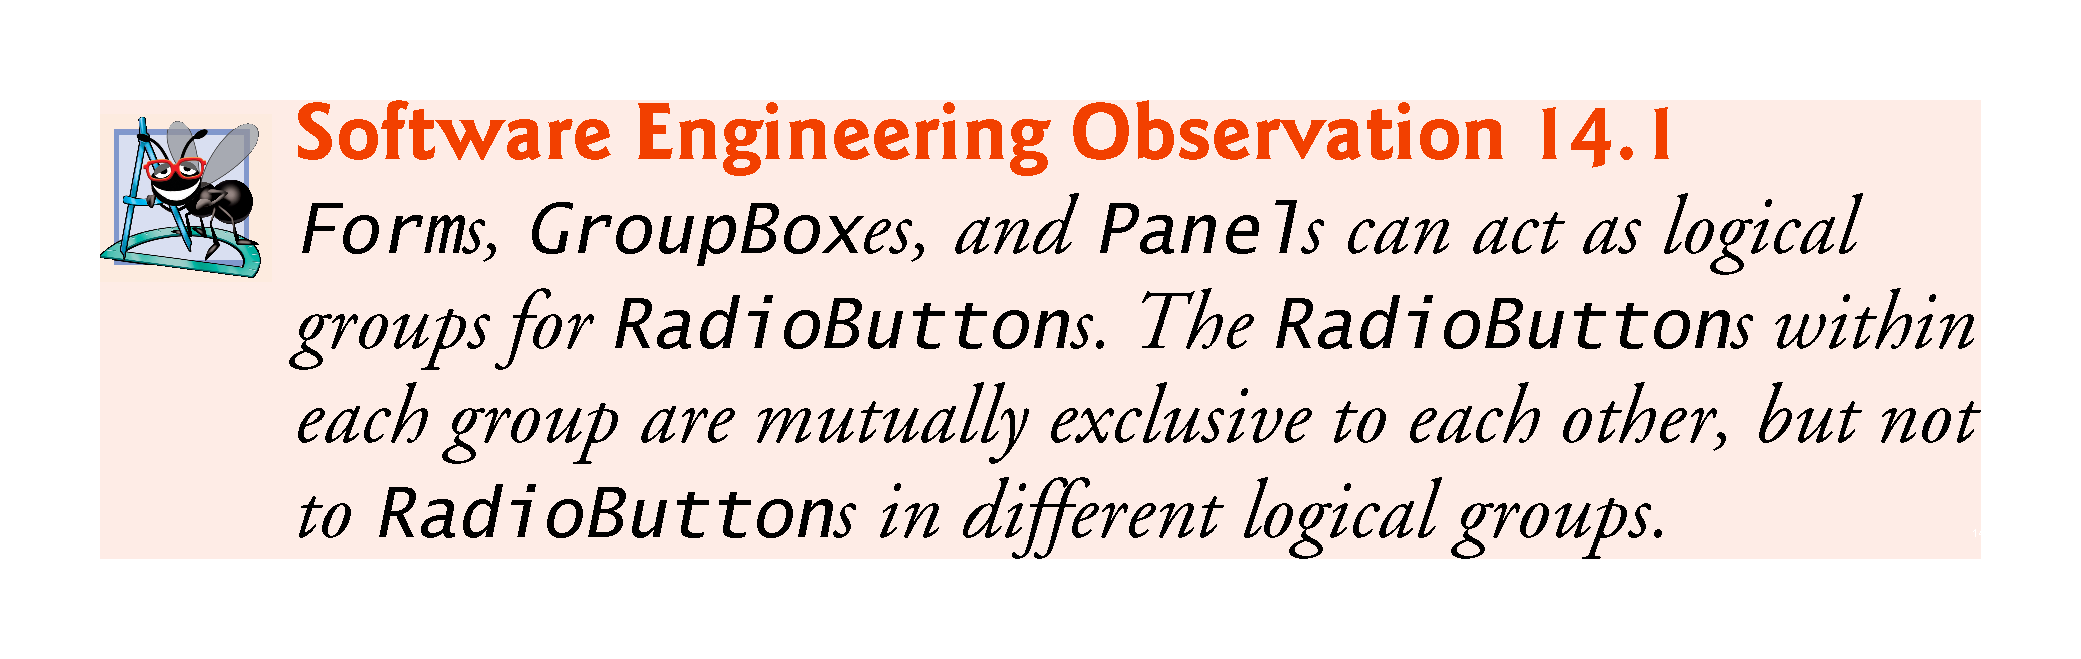 Software Engineering Observation 14.1
Forms, GroupBoxes, and Panels can act as logical
groups for RadioButtons. The RadioButtons within
each group are mutually exclusive to each other, but not
to RadioButtons in different logical groups.